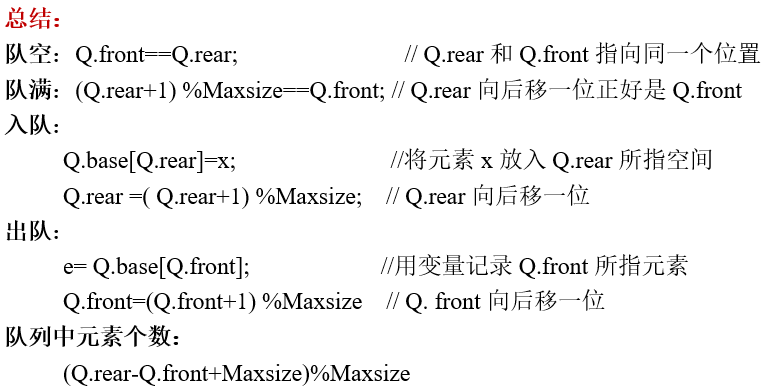 总结：
队空：Q.front==Q.rear; // Q.rear 和 Q.front 指向同一个位置
队满：(Q.rear+1) %Maxsize==Q.front; // Q.rear 向后移一位正好是 Q.front
入队：
Q.base[Q.rear]=x; //将元素 x 放入 Q.rear 所指空间
Q.rear =( Q.rear+1) %Maxsize; // Q.rear 向后移一位
出队：
e= Q.base[Q.front]; //用变量记录 Q.front 所指元素
Q.front=(Q.front+1) %Maxsize // Q. front 向后移一位
队列中元素个数：
(Q.rear-Q.front+Maxsize)%Maxsize